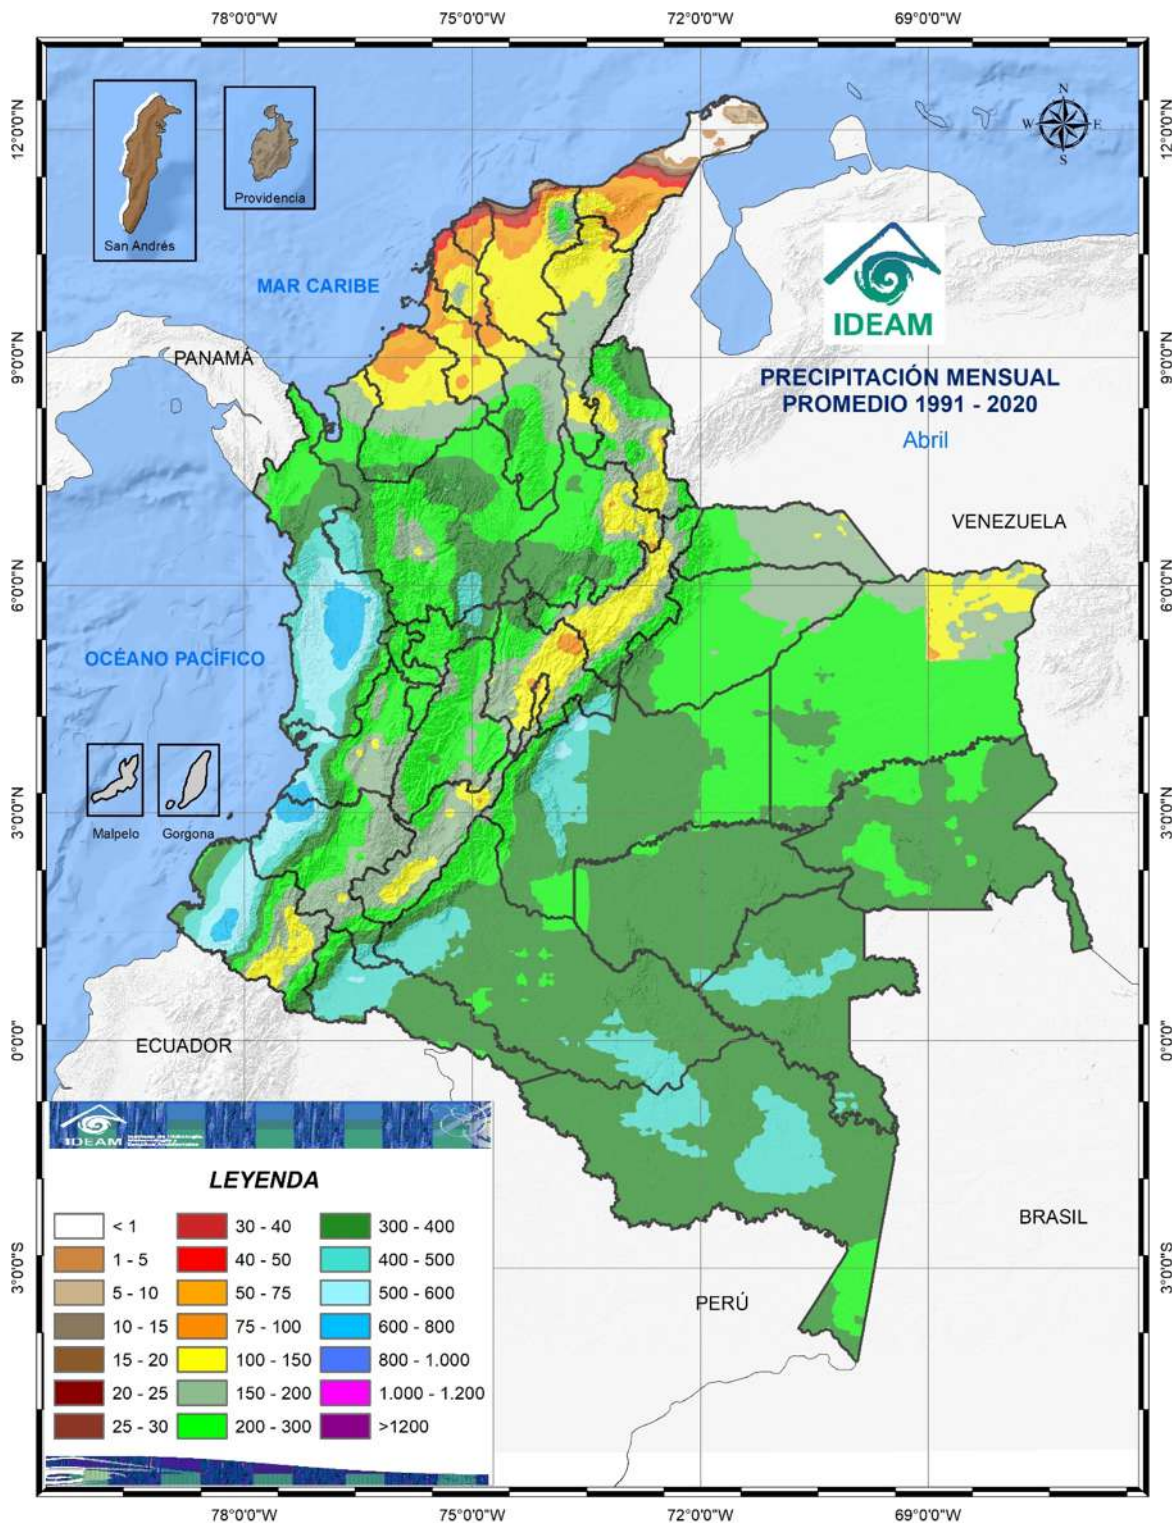 78°0'0"W 75°0'0"W 72°0'0"W 69°0'0"W
12°0'0"N
12°0'0"N
N
W E
S
San Andrés
Providencia
MAR CARIBE
IDEAM
9°0'0"N
PANAMÁ
9°0'0"N
PRECIPITACIÓN MENSUAL
PROMEDIO 1991 - 2020
Abril
VENEZUELA
6°0'0"N
6°0'0"N
OCÉANO PACÍFICO
3°0'0"N
3°0'0"N
Malpelo
Gorgona
0°0'0"
ECUADOR
0°0'0"
IDEAM
LEYENDA
< 1
1 - 5
5 - 10
10 - 15
15 - 20
20 - 25
25 - 30
30 - 40
40 - 50
50 - 75
75 - 100
100 - 150
150 - 200
200 - 300
300 - 400
400 - 500
500 - 600
600 - 800
800 - 1.000
1.000 - 1.200
>1200
BRASIL
PERÚ
3°0'0"S
3°0'0"S
78°0'0"W 75°0'0"W 72°0'0"W 69°0'0"W